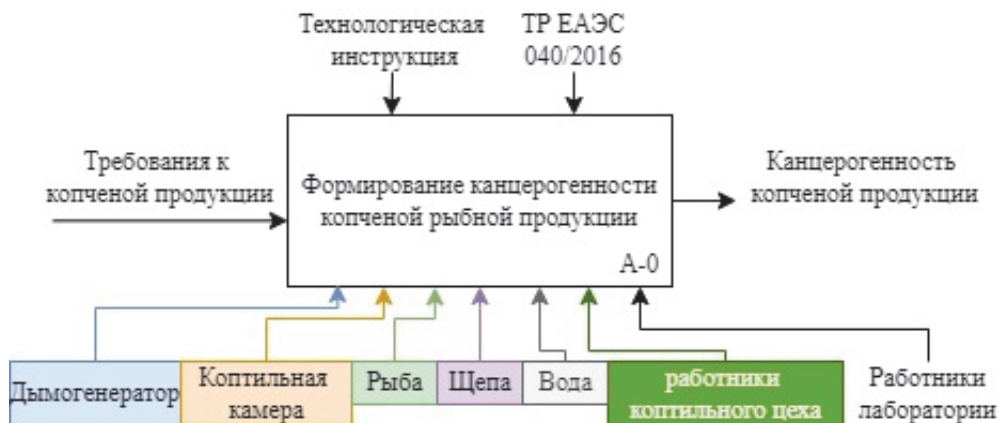 Технологическая
инструкция
ТР ЕАЭС
040/2016
Требования к
копченой продукции
Формирование канцерогенности
копченой рыбной продукции
А-0
Канцерогенность
копченой продукции
Дымогенератор
Коптильная
камера
Рыба
Щепа
Вода
работники
коптильного цеха
Работники
лаборатории